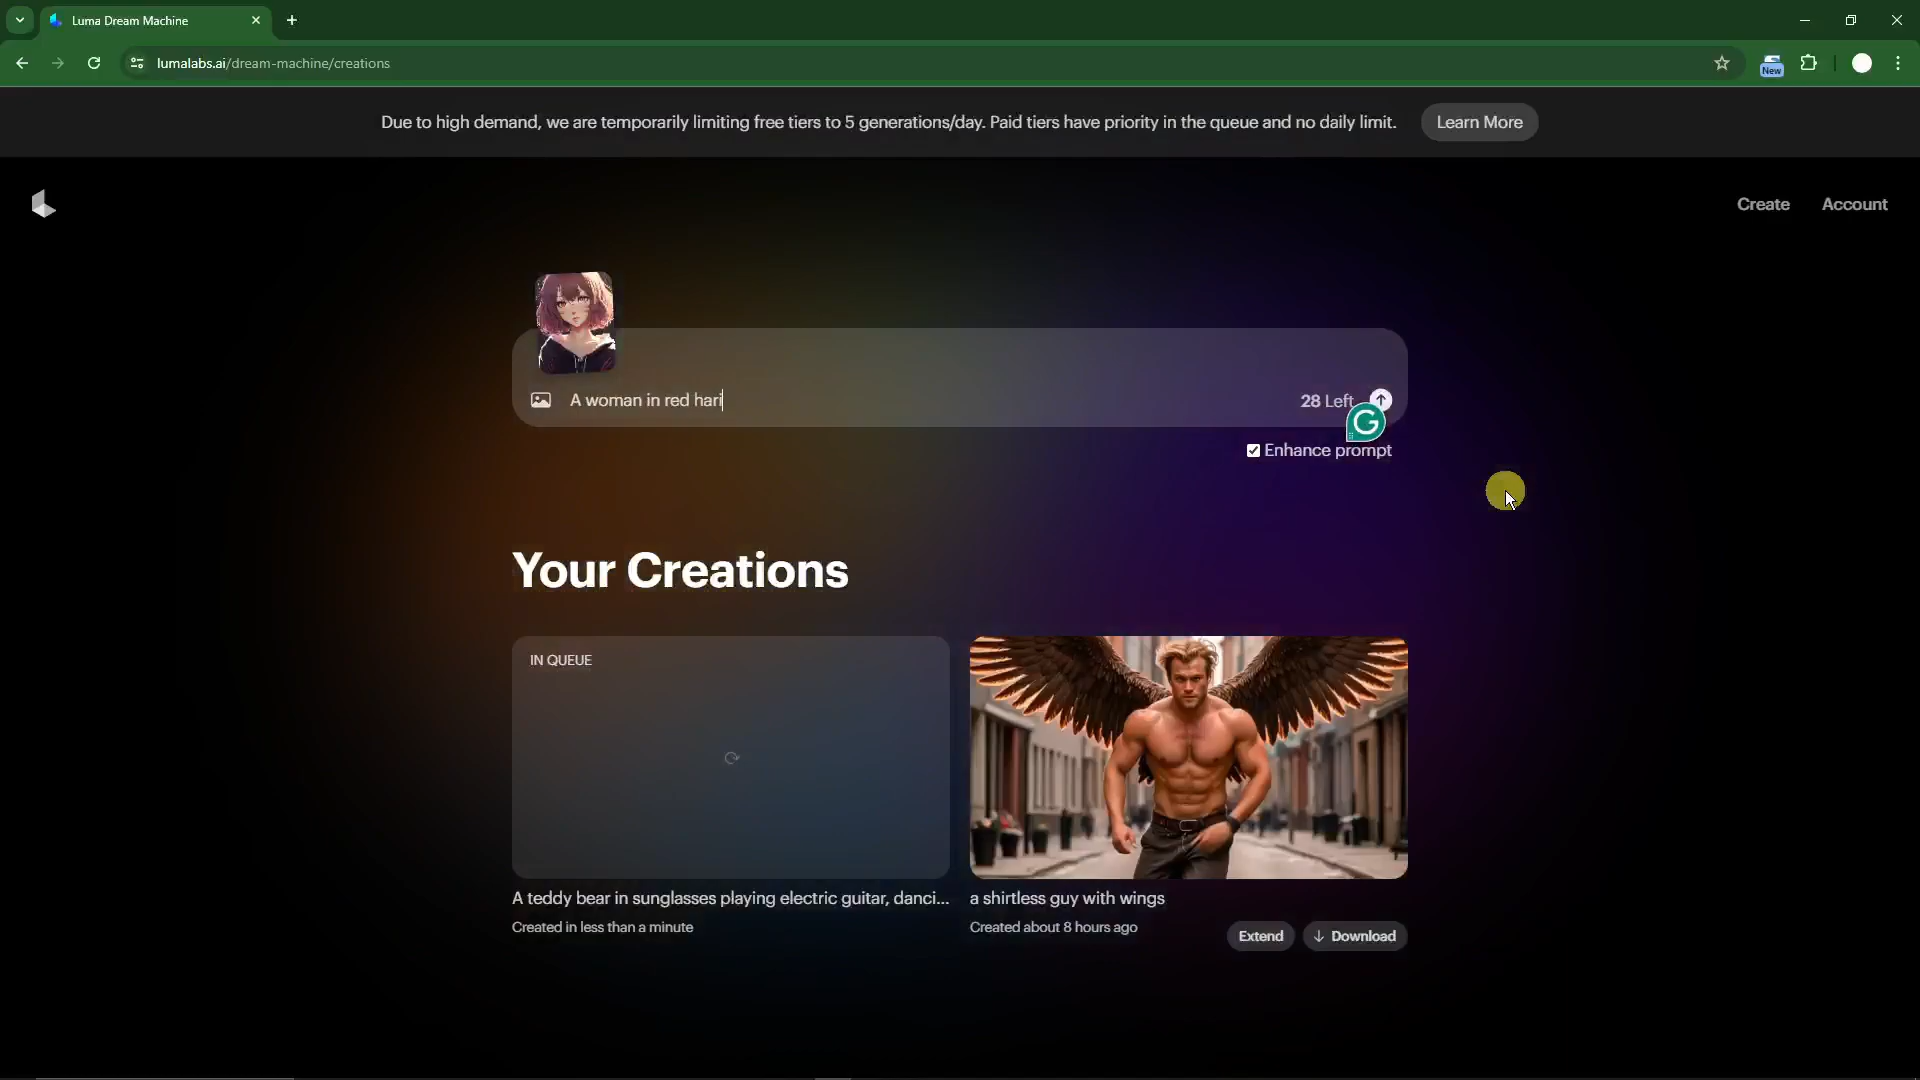 Luma Dream Machine
lumalabs.ai/dream-machine/creations
New
Due to high demand, we are temporarily limiting free tiers to 5 generations/day. Paid tiers have priority in the queue and no daily limit.
Learn More
Create
Account
A woman in red hari
28 Left
G
Enhance prompt
Your Creations
IN QUEUE
A teddy bear in sunglasses playing electric guitar, danci...
Created in less than a minute
a shirtless guy with wings
Created about 8 hours ago
Extend
Download